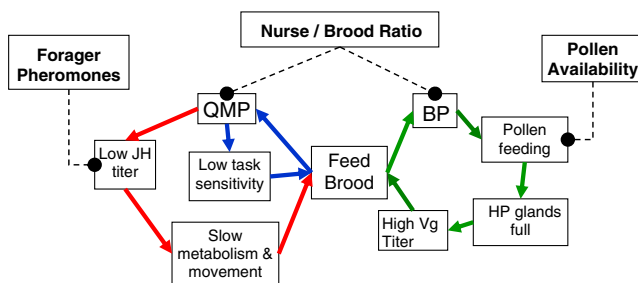 Nurse / Brood Ratio
Forager
Pheromones
Pollen
Availability
QMP
BP
Low JH
titer
Low task
sensitivity
Feed
Brood
Pollen
feeding
High Vg
Titer
HP glands
full
Slow
metabolism &
movement